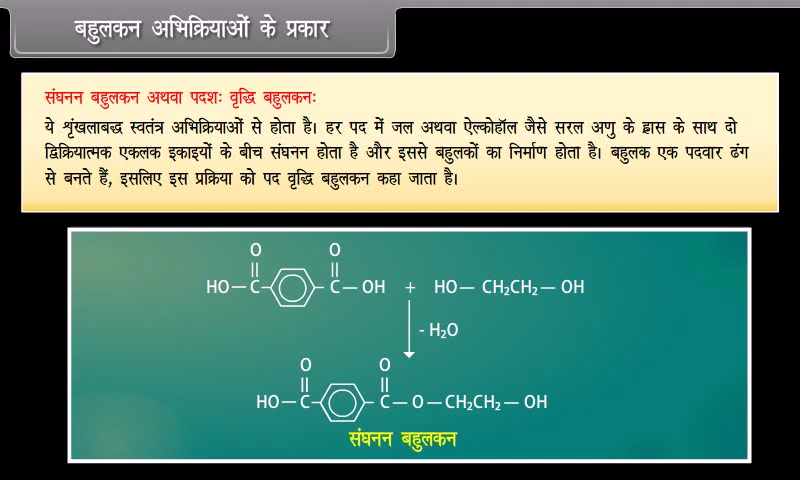 बहुलकन अभिक्रियाओं के प्रकार
संघनन बहुलकन अथवा पदशः वृद्धि बहुलकनः
ये शृंखलाबद्ध स्वतंत्र अभिक्रियाओं से होता है। हर पद में जल अथवा ऐल्कोहॉल जैसे सरल अणु के ह्रास के साथ दो
द्विक्रियात्मक एकलक इकाइयों के बीच संघनन होता है और इससे बहुलकों का निर्माण होता है। बहुलक एक पदवार ढंग
से बनते हैं, इसलिए इस प्रक्रिया को पद वृद्धि बहुलकन कहा जाता है।
O O
HO — C — C — OH + HO — CH₂CH₂ — OH
- H₂O
O O
HO — C — C — O — CH₂CH₂ — OH
संघनन बहुलकन